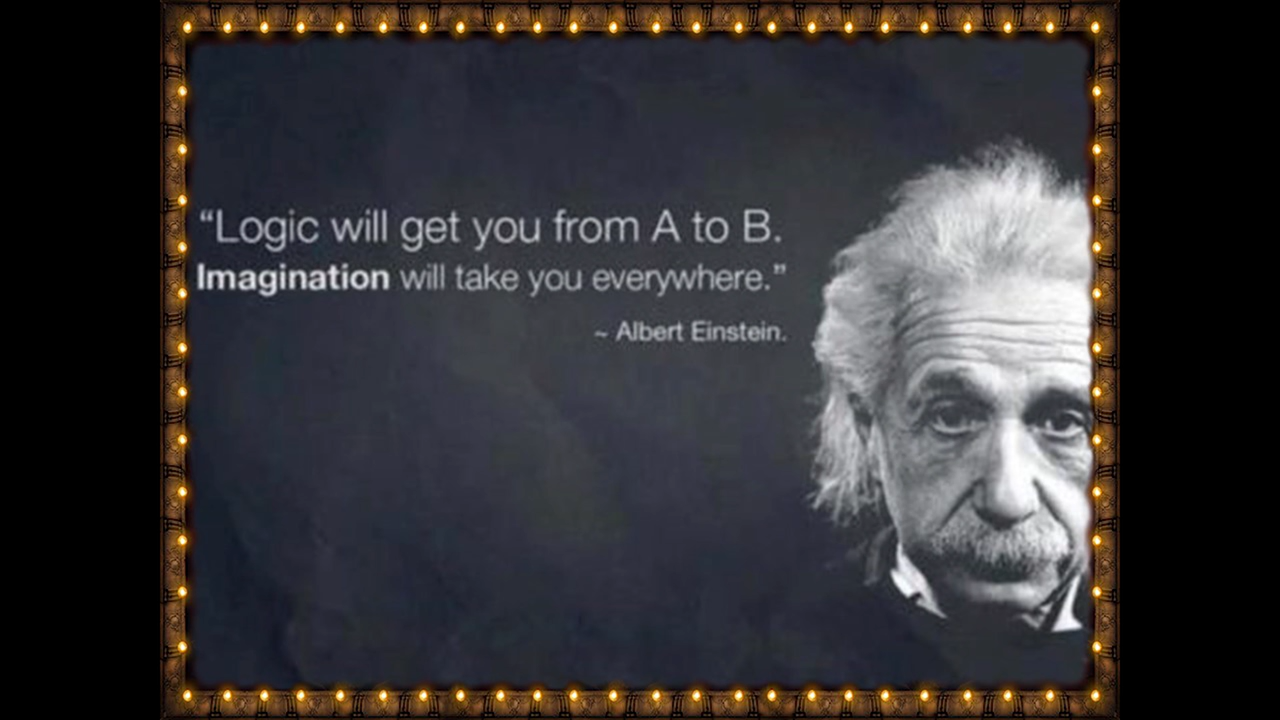 “Logic will get you from A to B.
Imagination will take you everywhere.”
~ Albert Einstein.